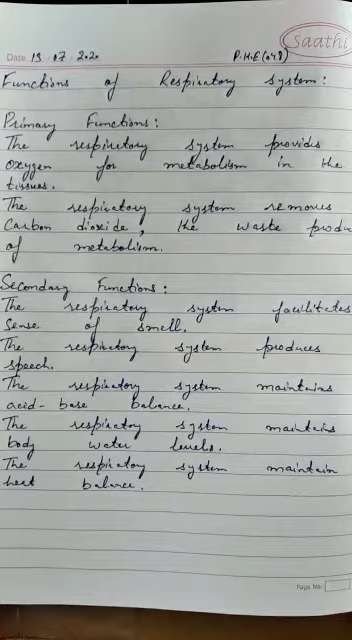 Saathi
Date 13.07.2020 P.H.E(048)
Functions of Respiratory system:
Primary Functions:
The respiratory system provides
oxygen for metabolism in the
tissues.
The respiratory system removes
Carbon dioxide, the waste produ
of metabolism.
Secondary Functions:
The respiratory system facilitates
sense of smell.
The respiratory system produces
speech.
The respiratory system maintains
acid-base balance.
The respiratory system maintains
body water levels.
The respiratory system maintain
heat balance.
Page No.